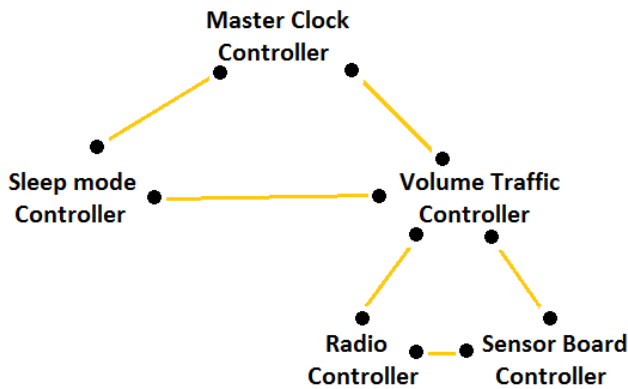 Master Clock
Controller
Sleep mode
Controller
Volume Traffic
Controller
Radio
Controller
Sensor Board
Controller